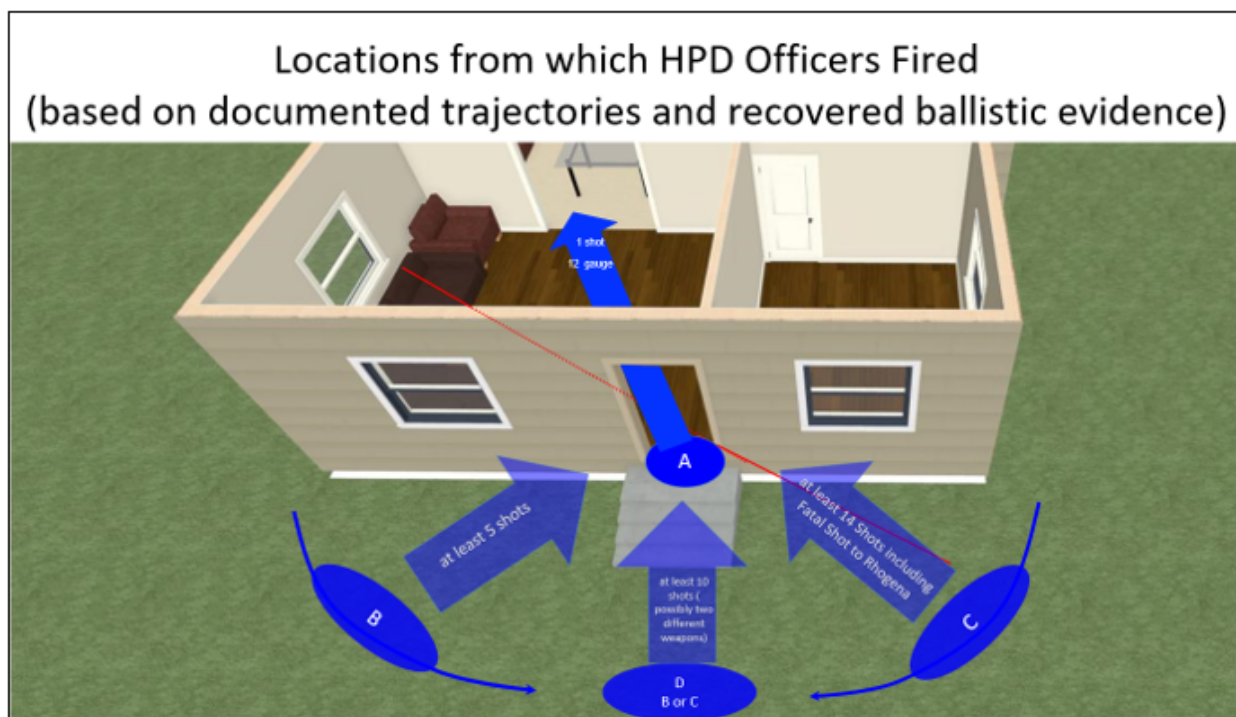 Locations from which HPD Officers Fired
(based on documented trajectories and recovered ballistic evidence)
1 shot
12 gauge
A
at least 5 shots
at least 14 Shots including
Fatal Shot to Rhogena
at least 10
shots (
possibly two
different
weapons)
B
C
D
B or C